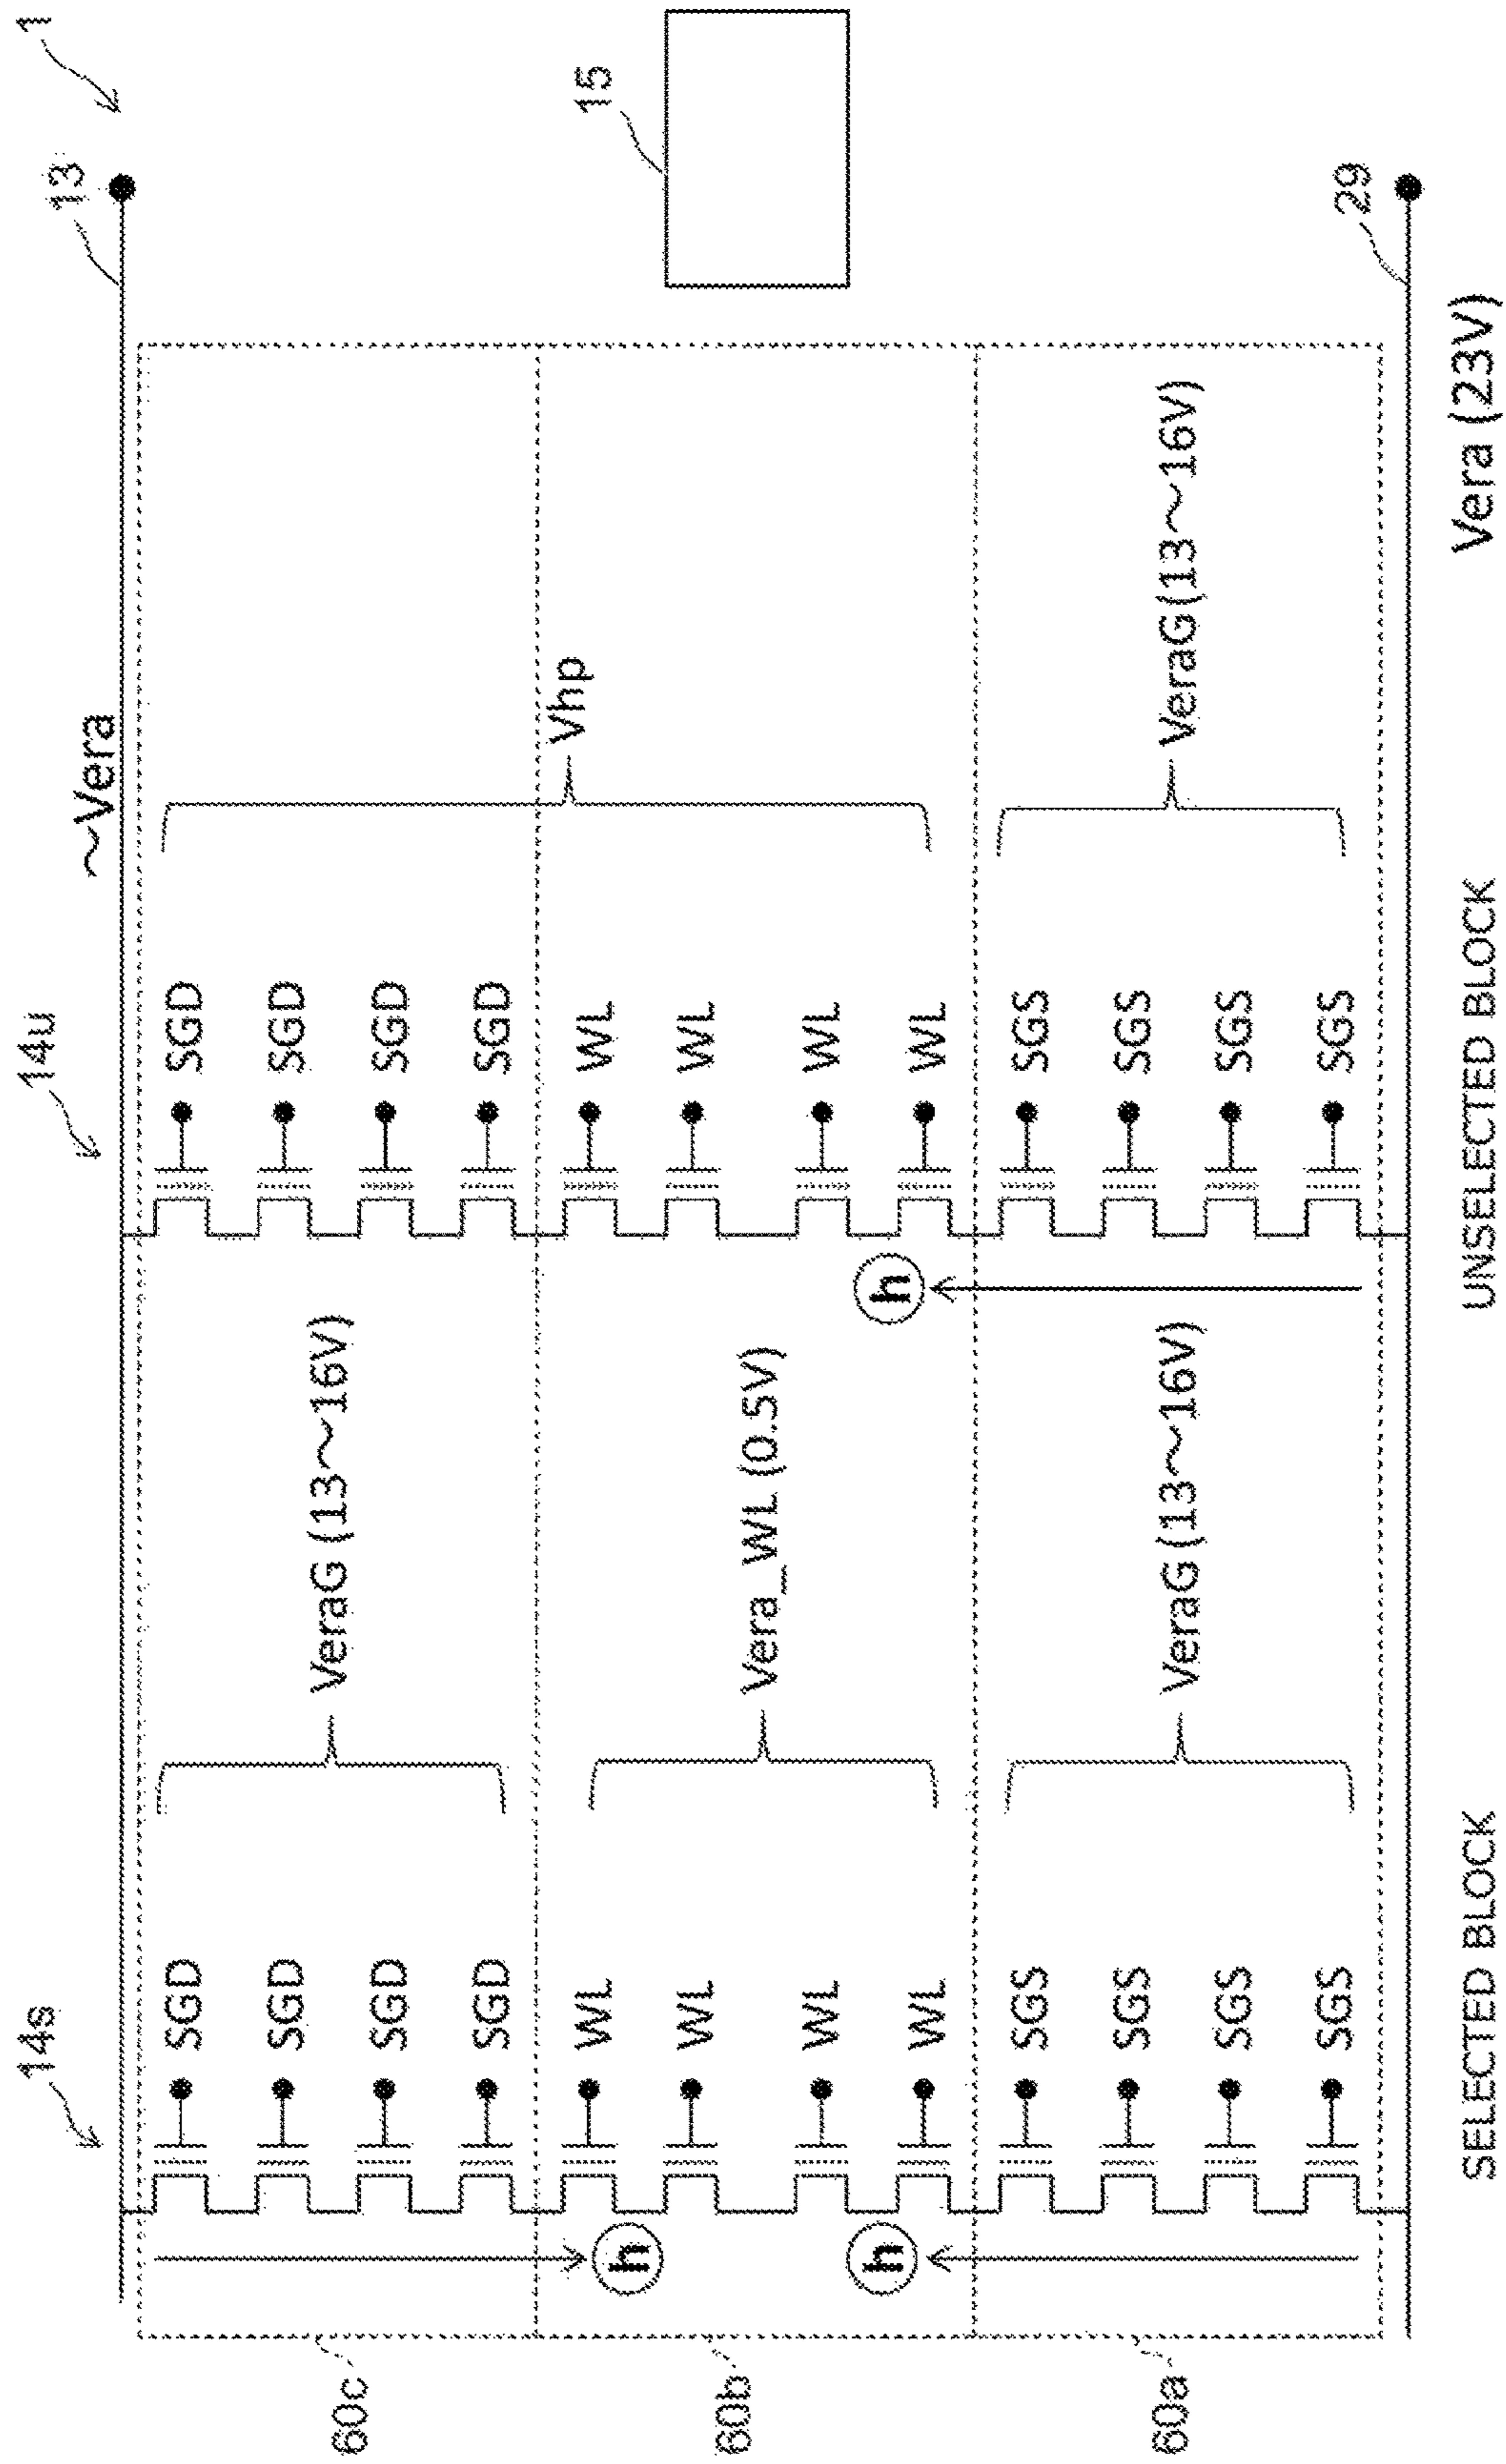 1
14s
14u
13
~Vera
15
60c
SGD
SGD
SGD
SGD
VeraG (13~16V)
SGD
SGD
SGD
SGD
Vhp
60b
WL
WL
WL
WL
Vera_WL (0.5V)
h
h
WL
WL
WL
WL
h
60a
SGS
SGS
SGS
SGS
VeraG (13~16V)
SGS
SGS
SGS
SGS
VeraG (13~16V)
29
SELECTED BLOCK
UNSELECTED BLOCK
Vera (23V)